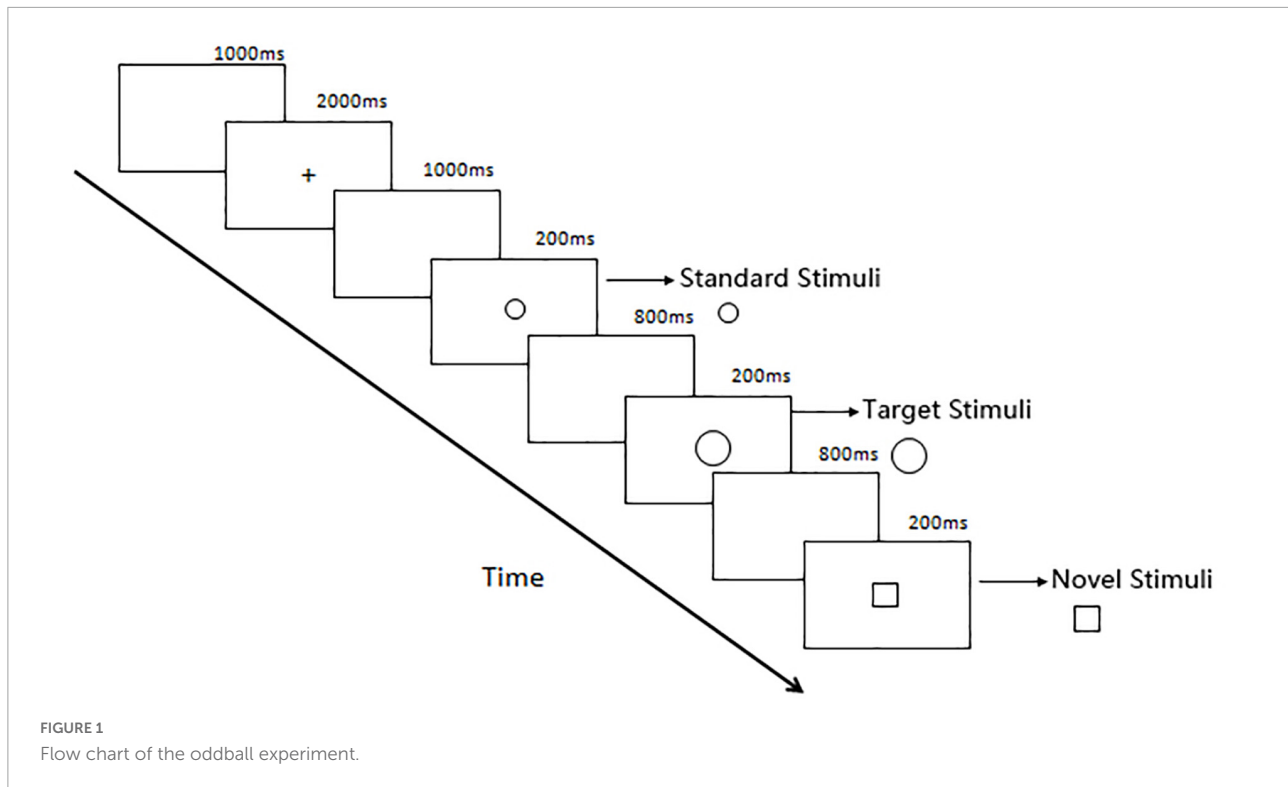 1000ms
2000ms
+
1000ms
200ms
Standard Stimuli
800ms
200ms
Target Stimuli
800ms
200ms
Time
Novel Stimuli
FIGURE 1
Flow chart of the oddball experiment.